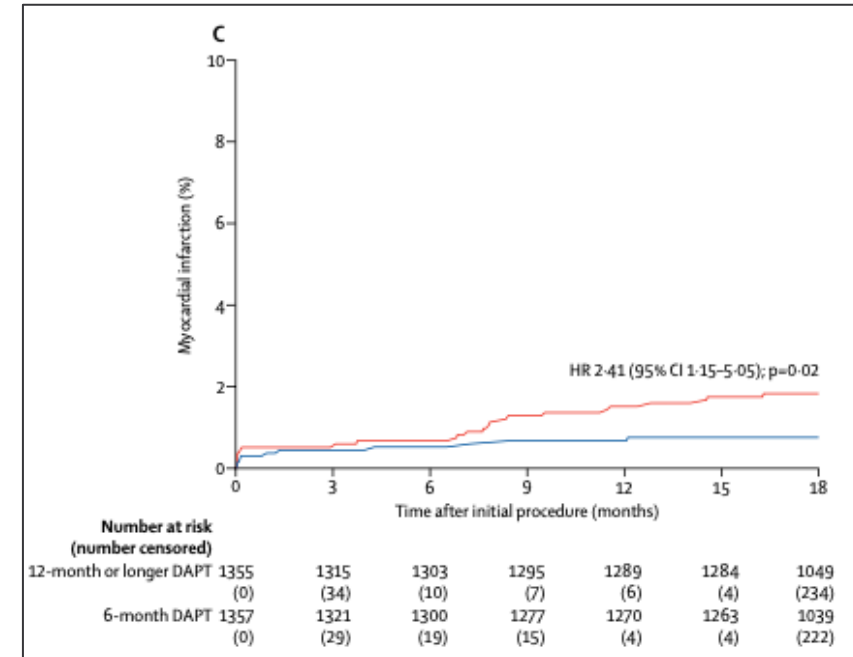 C
10
8
6
4
2
0
Myocardial infarction (%)
HR 2·41 (95% CI 1·15–5·05); p=0·02
0 3 6 9 12 15 18
Time after initial procedure (months)
Number at risk
(number censored)
12-month or longer DAPT 1355 1315 1303 1295 1289 1284 1049
(0) (34) (10) (7) (6) (4) (234)
6-month DAPT 1357 1321 1300 1277 1270 1263 1039
(0) (29) (19) (15) (4) (4) (222)